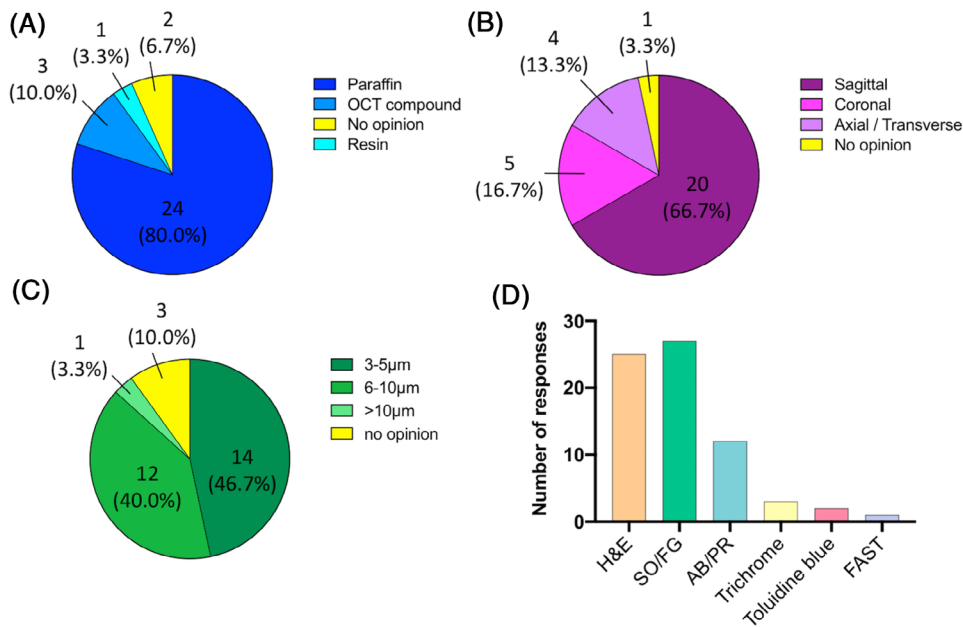 (A)
1
(3.3%)
2
(6.7%)
3
(10.0%)
24
(80.0%)
Paraffin
OCT compound
No opinion
Resin
(B)
4
(13.3%)
1
(3.3%)
5
(16.7%)
20
(66.7%)
Sagittal
Coronal
Axial / Transverse
No opinion
(C)
1
(3.3%)
3
(10.0%)
12
(40.0%)
14
(46.7%)
3-5µm
6-10µm
>10µm
no opinion
(D)
Number of responses
30
20
10
0
H&E
SO/FG
AB/PR
Trichrome
Toluidine blue
FAST